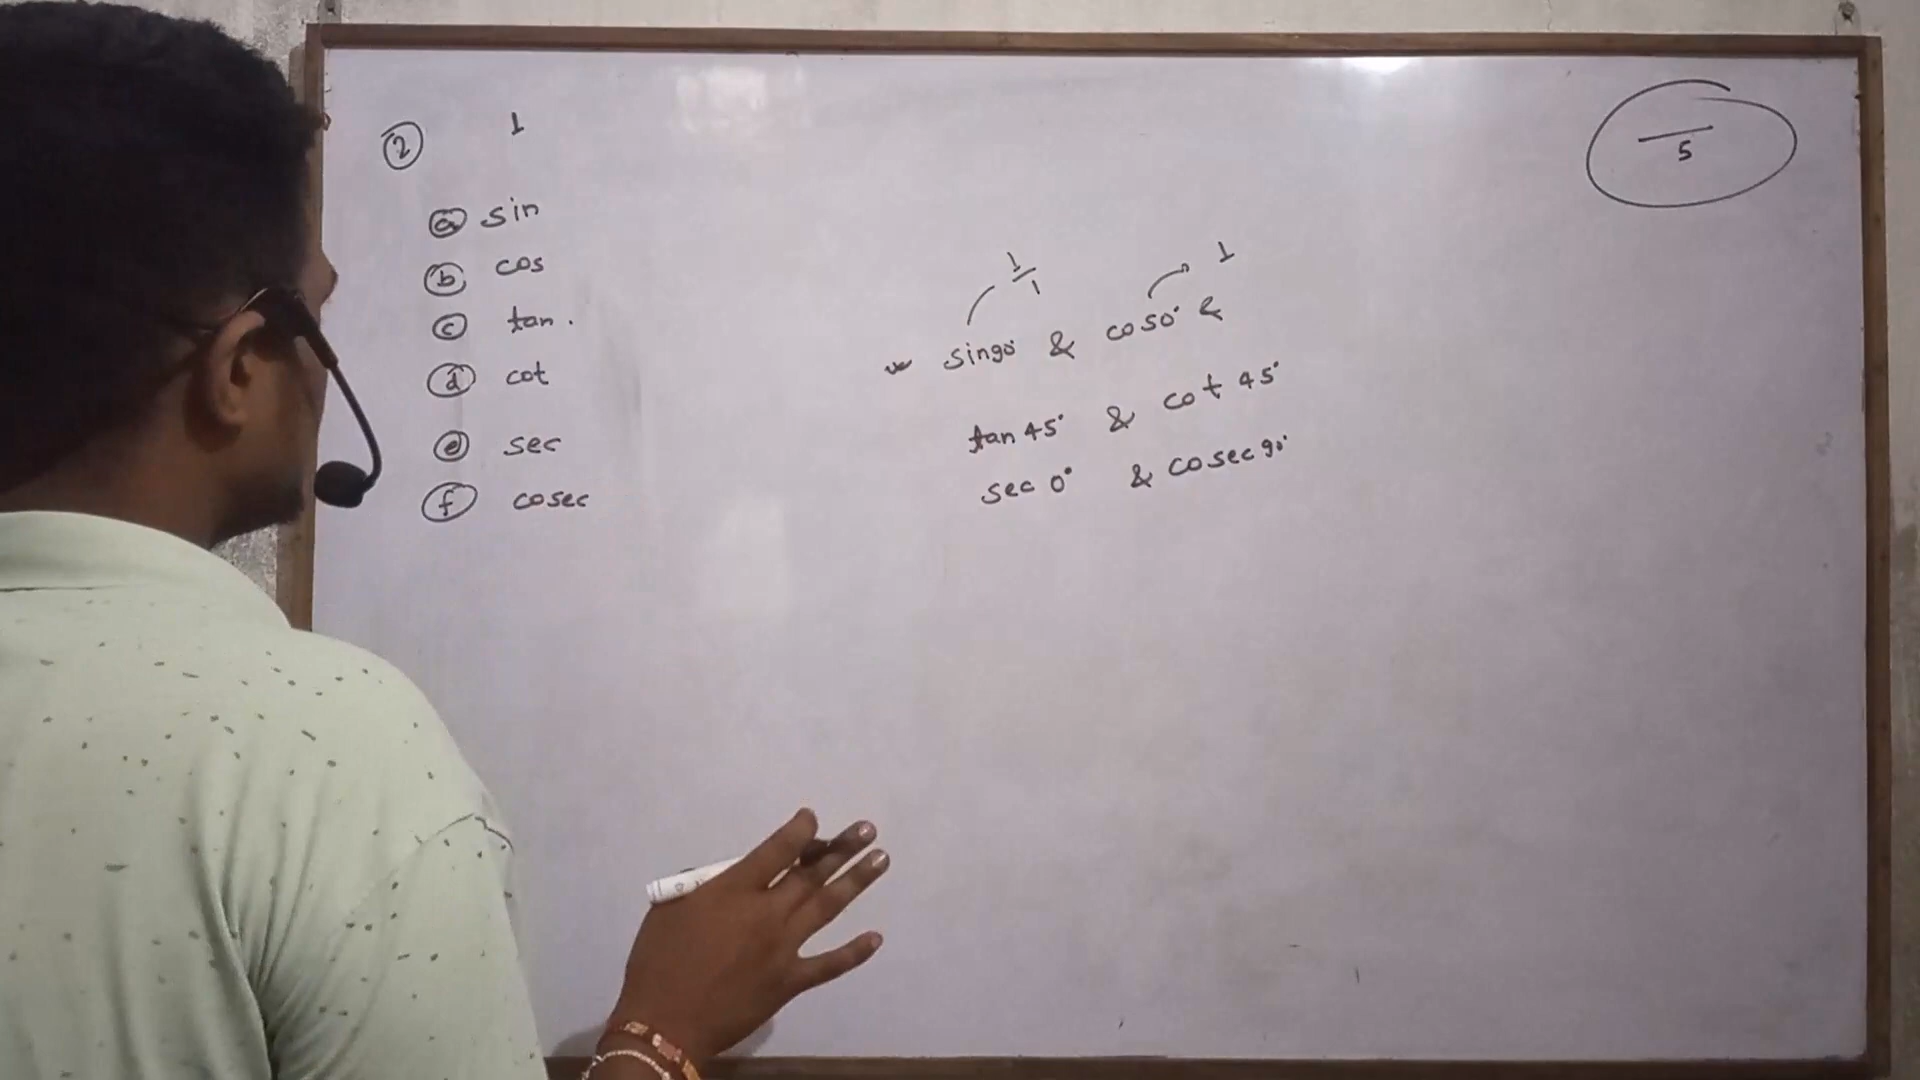 ② 1
ⓐ sin
ⓑ cos
ⓒ tan .
ⓓ cot
ⓔ sec
ⓕ cosec
1/1 1
sin90° & cos0° &
tan 45° & cot 45°
sec 0° & cosec 90°
—/5